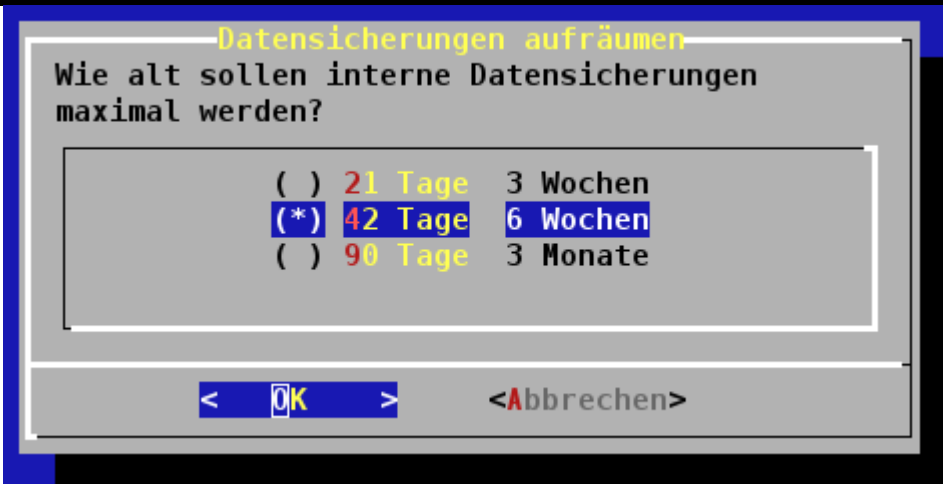 Datensicherungen aufräumen
Wie alt sollen interne Datensicherungen
maximal werden?
( ) 21 Tage 3 Wochen
(*) 42 Tage 6 Wochen
( ) 90 Tage 3 Monate
< OK > <Abbrechen>